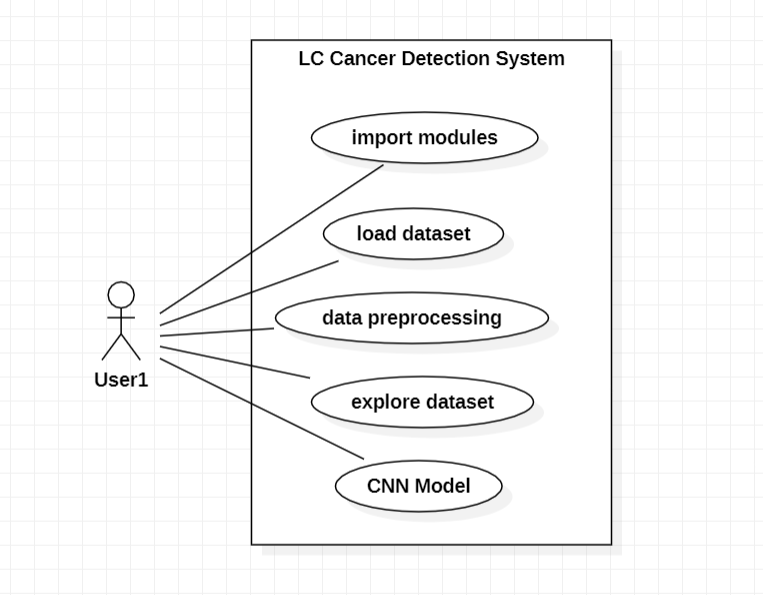 LC Cancer Detection System
import modules
load dataset
data preprocessing
explore dataset
CNN Model
User1